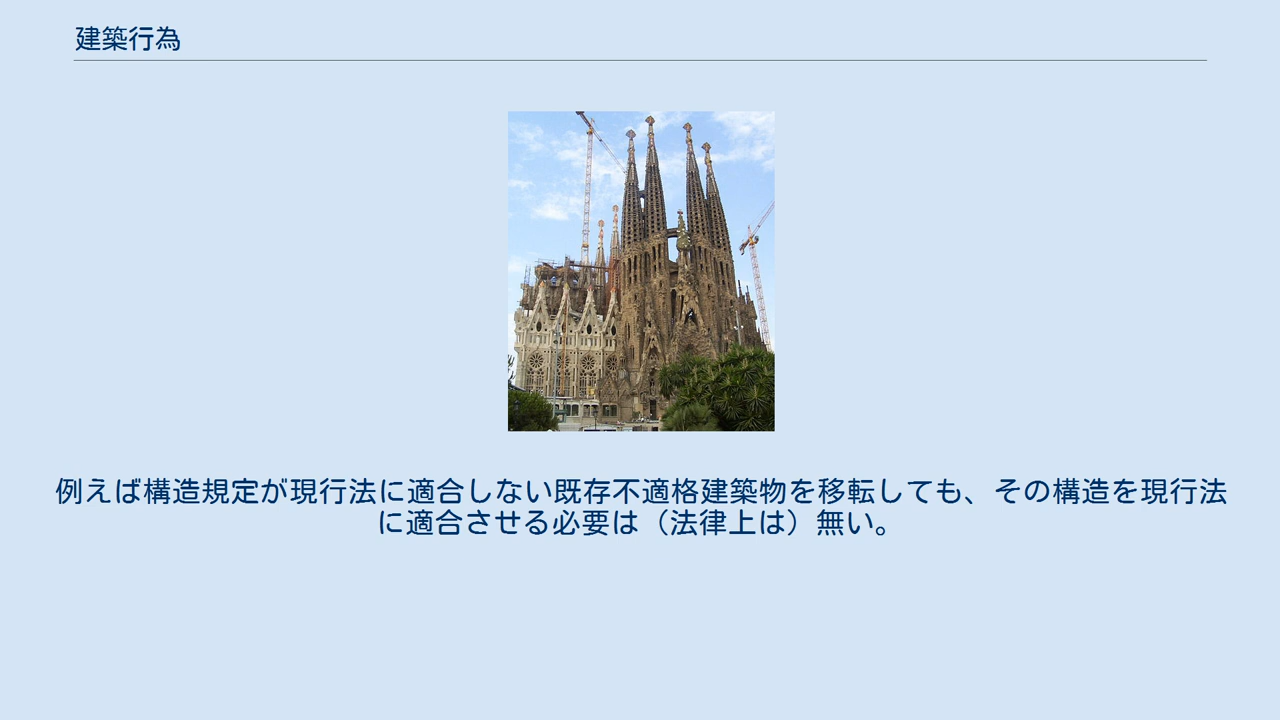 建築行為
例えば構造規定が現行法に適合しない既存不適格建築物を移転しても、その構造を現行法
に適合させる必要は（法律上は）無い。